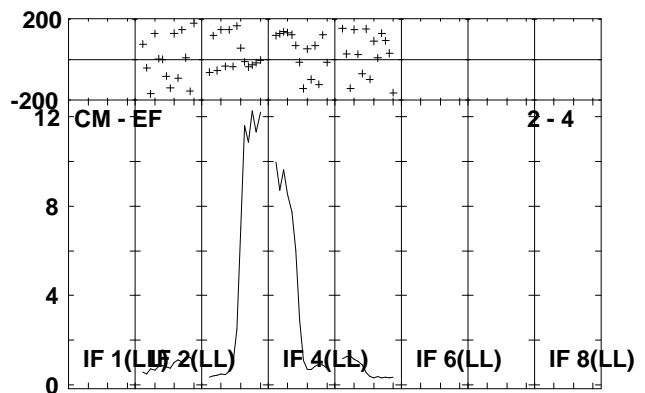 200
-200
12 CM - EF 2 - 4
8
4
IF 1(LL) IF 2(LL) IF 4(LL) IF 6(LL) IF 8(LL)
0